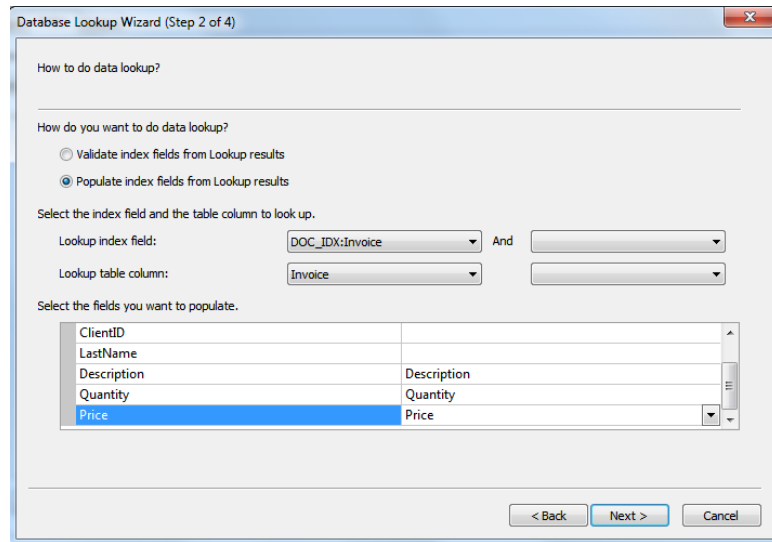 Database Lookup Wizard (Step 2 of 4)
How to do data lookup?
How do you want to do data lookup?
Validate index fields from Lookup results
Populate index fields from Lookup results
Select the index field and the table column to look up.
Lookup index field: DOC_IDX:Invoice And
Lookup table column: Invoice
Select the fields you want to populate.
ClientID
LastName
Description Description
Quantity Quantity
Price Price
< Back Next > Cancel